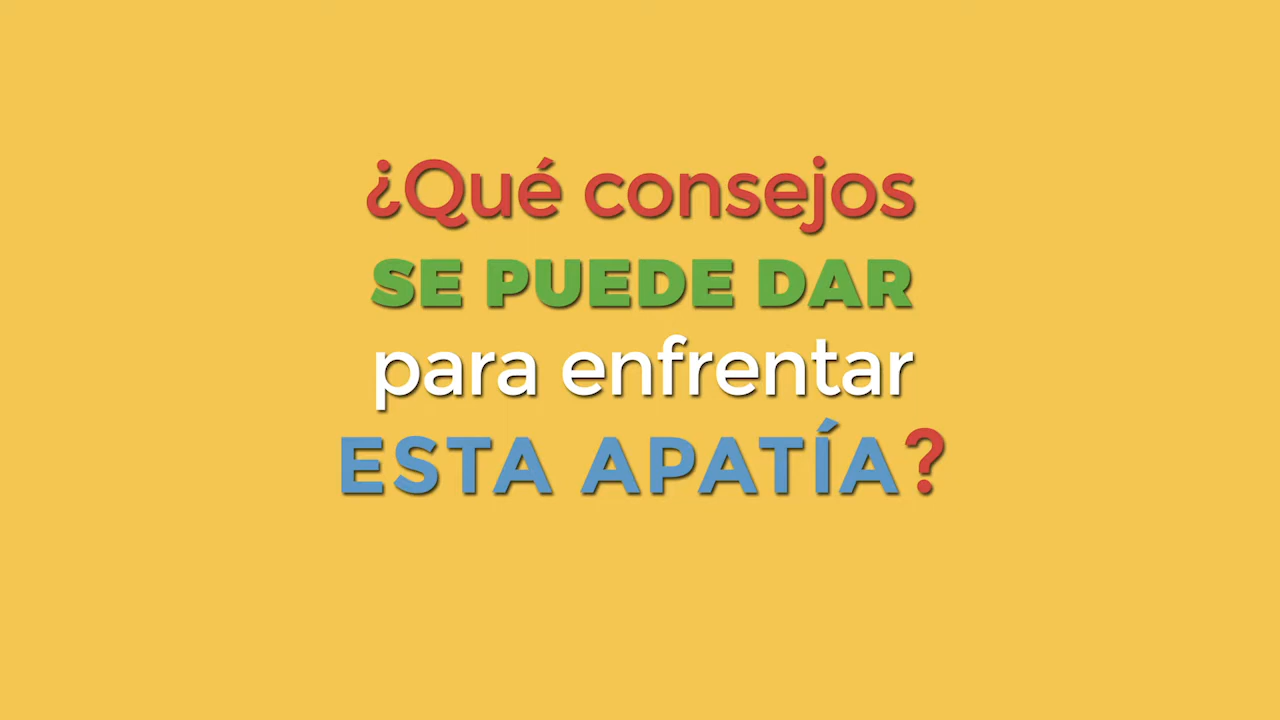 ¿Qué consejos
SE PUEDE DAR
para enfrentar
ESTA APATÍA?